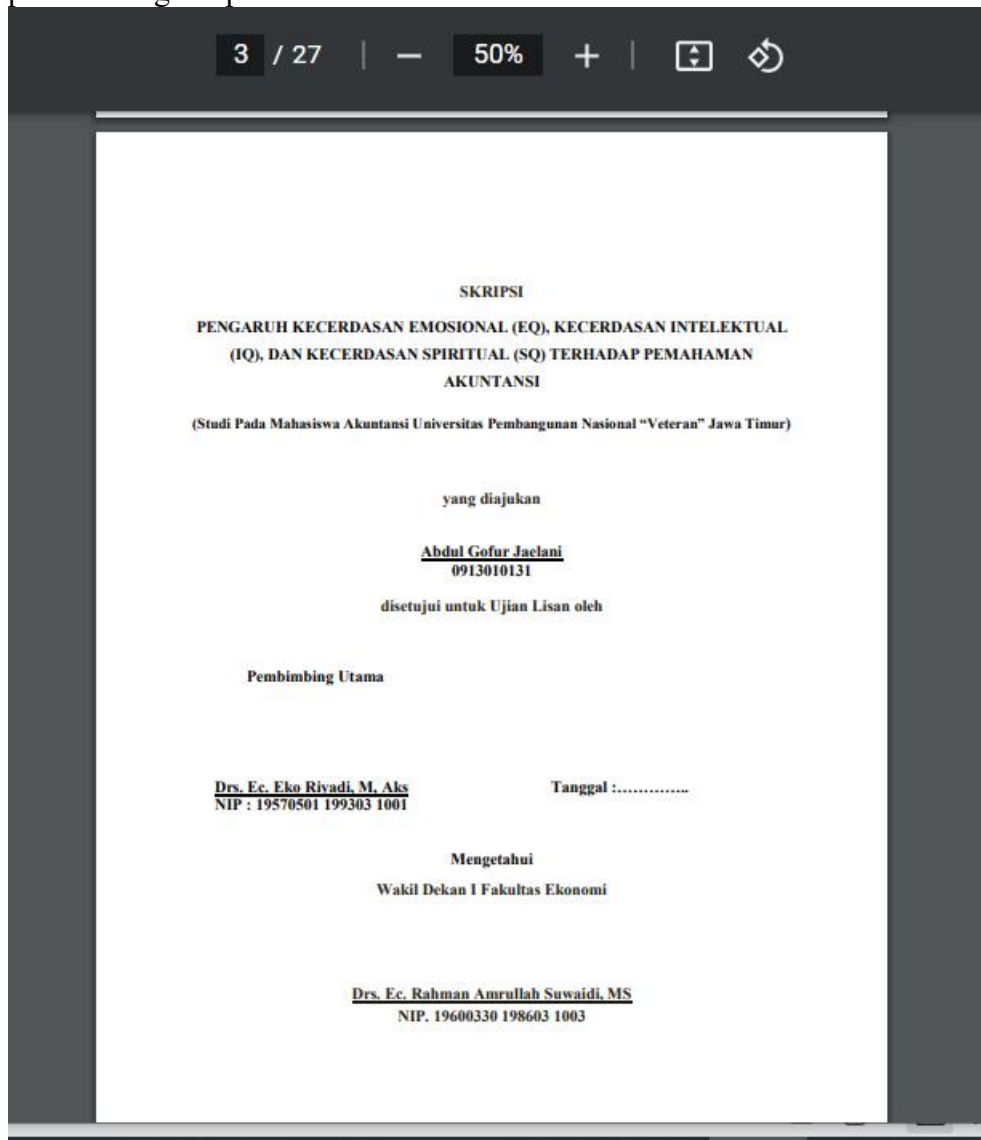 3 / 27 | — 50% + |
SKRIPSI
PENGARUH KECERDASAN EMOSIONAL (EQ), KECERDASAN INTELEKTUAL
(IQ), DAN KECERDASAN SPIRITUAL (SQ) TERHADAP PEMAHAMAN
AKUNTANSI
(Studi Pada Mahasiswa Akuntansi Universitas Pembangunan Nasional “Veteran” Jawa Timur)
yang diajukan
Abdul Gofur Jaelani
0913010131
disetujui untuk Ujian Lisan oleh
Pembimbing Utama
Drs. Ec. Eko Riyadi, M, Aks Tanggal :…………..
NIP : 19570501 199303 1001
Mengetahui
Wakil Dekan I Fakultas Ekonomi
Drs. Ec. Rahman Amrullah Suwaidi, MS
NIP. 19600330 198603 1003